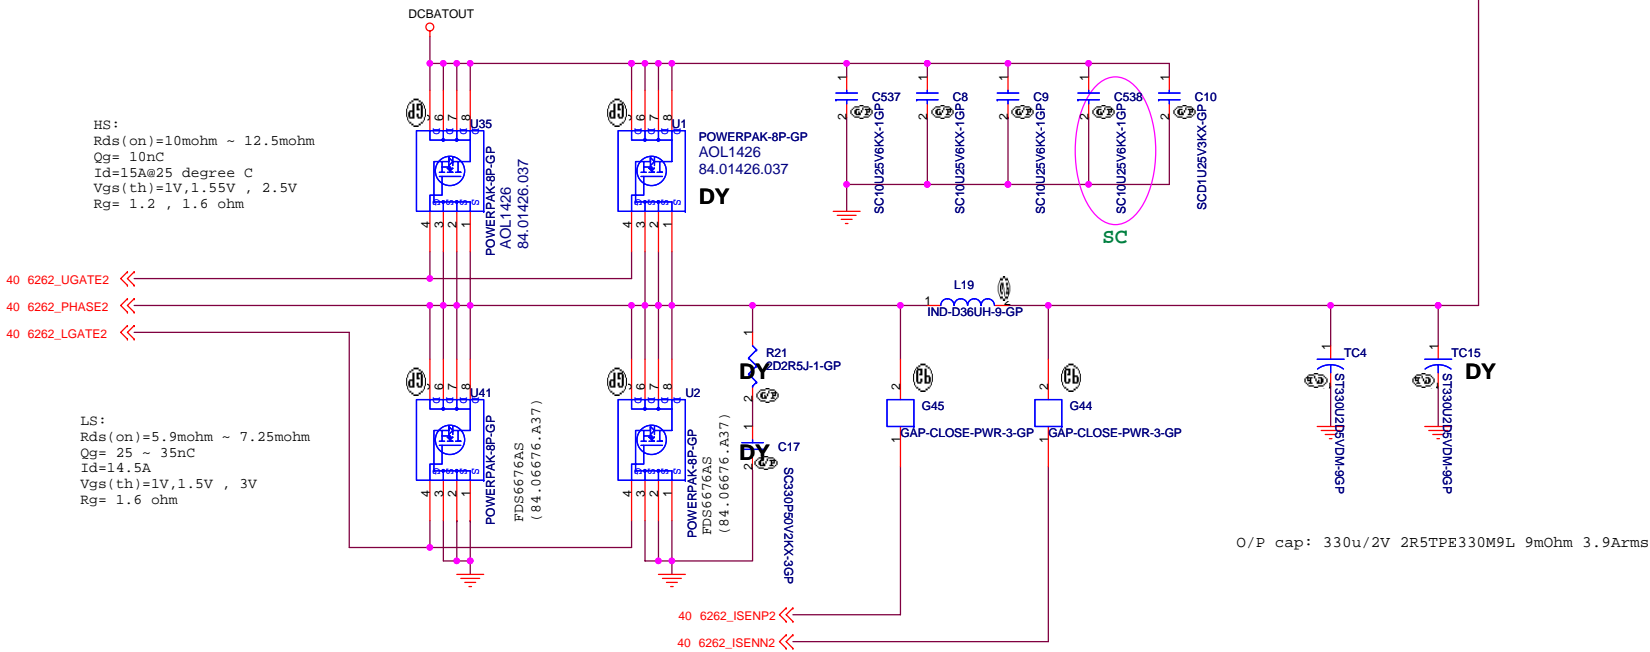 DCBATOUT
HS:
Rds(on)=10mohm ~ 12.5mohm
Qg= 10nC
Id=15A@25 degree C
Vgs(th)=1V,1.55V , 2.5V
Rg= 1.2 , 1.6 ohm
U35
POWERPAK-8P-GP
AOL1426
84.01426.037
U1
POWERPAK-8P-GP
AOL1426
84.01426.037
DY
C537
SC10U25V6KX-1GP
C8
SC10U25V6KX-1GP
C9
SC10U25V6KX-1GP
C538
SC10U25V6KX-1GP
C10
SCD1U25V3KX-GP
SC
40 6262_UGATE2
40 6262_PHASE2
40 6262_LGATE2
L19
IND-D36UH-9-GP
LS:
Rds(on)=5.9mohm ~ 7.25mohm
Qg= 25 ~ 35nC
Id=14.5A
Vgs(th)=1V,1.5V , 3V
Rg= 1.6 ohm
U41
POWERPAK-8P-GP
FDS6676AS
(84.06676.A37)
U2
POWERPAK-8P-GP
FDS6676AS
(84.06676.A37)
R21
2D2R5J-1-GP
DY
C17
DY
SC330P50V2KX-3GP
G45
GAP-CLOSE-PWR-3-GP
G44
GAP-CLOSE-PWR-3-GP
TC4
ST330U2D5VDM-9GP
TC15
DY
ST330U2D5VDM-9GP
O/P cap: 330u/2V 2R5TPE330M9L 9mOhm 3.9Arms
40 6262_ISENP2
40 6262_ISENN2